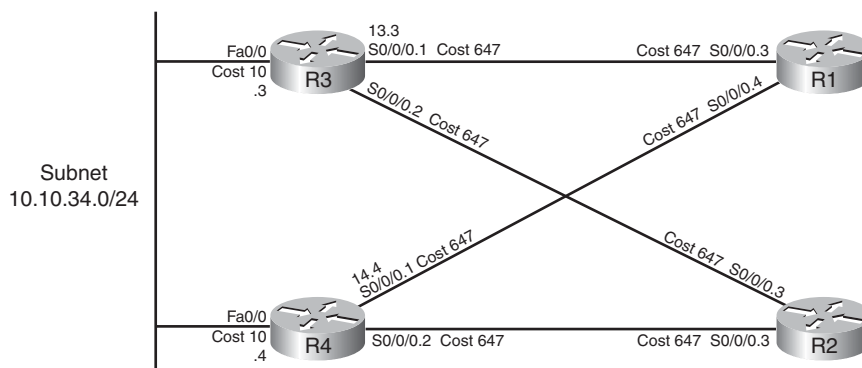 13.3
Fa0/0
S0/0/0.1 Cost 647
Cost 647 S0/0/0.3
Cost 10
R3
R1
.3
S0/0/0.2 Cost 647
Cost 647 S0/0/0.4
Subnet
10.10.34.0/24
14.4
S0/0/0.1 Cost 647
Cost 647 S0/0/0.3
Fa0/0
Cost 10
R4
S0/0/0.2 Cost 647
Cost 647 S0/0/0.3
R2
.4